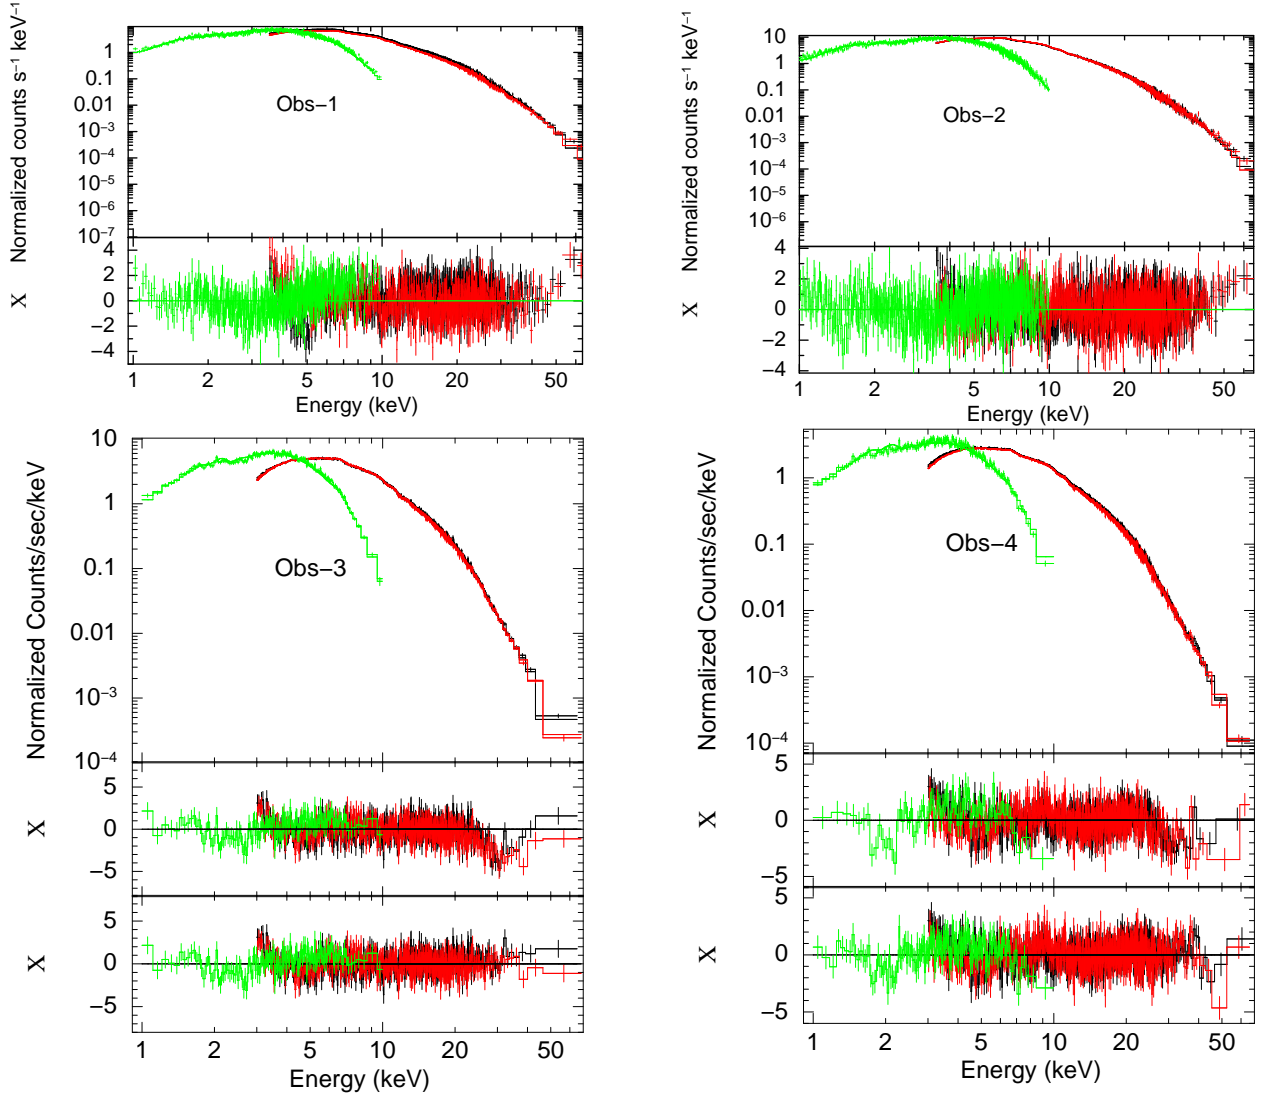 Normalized counts s⁻¹ keV⁻¹
1
0.1
0.01
10⁻³
10⁻⁴
10⁻⁵
10⁻⁶
10⁻⁷
Obs−1
X
4
2
0
−2
−4
1 2 5 10 20 50
Energy (keV)
Normalized counts s⁻¹ keV⁻¹
10
1
0.1
0.01
10⁻³
10⁻⁴
10⁻⁵
10⁻⁶
Obs−2
X
4
2
0
−2
−4
1 2 5 10 20 50
Energy (keV)
Normalized Counts/sec/keV
10
1
0.1
0.01
10⁻³
10⁻⁴
Obs−3
X
5
0
−5
X
5
0
−5
1 2 5 10 20 50
Energy (keV)
Normalized Counts/sec/keV
1
0.1
0.01
10⁻³
10⁻⁴
Obs−4
X
5
0
−5
X
5
0
−5
1 2 5 10 20 50
Energy (keV)